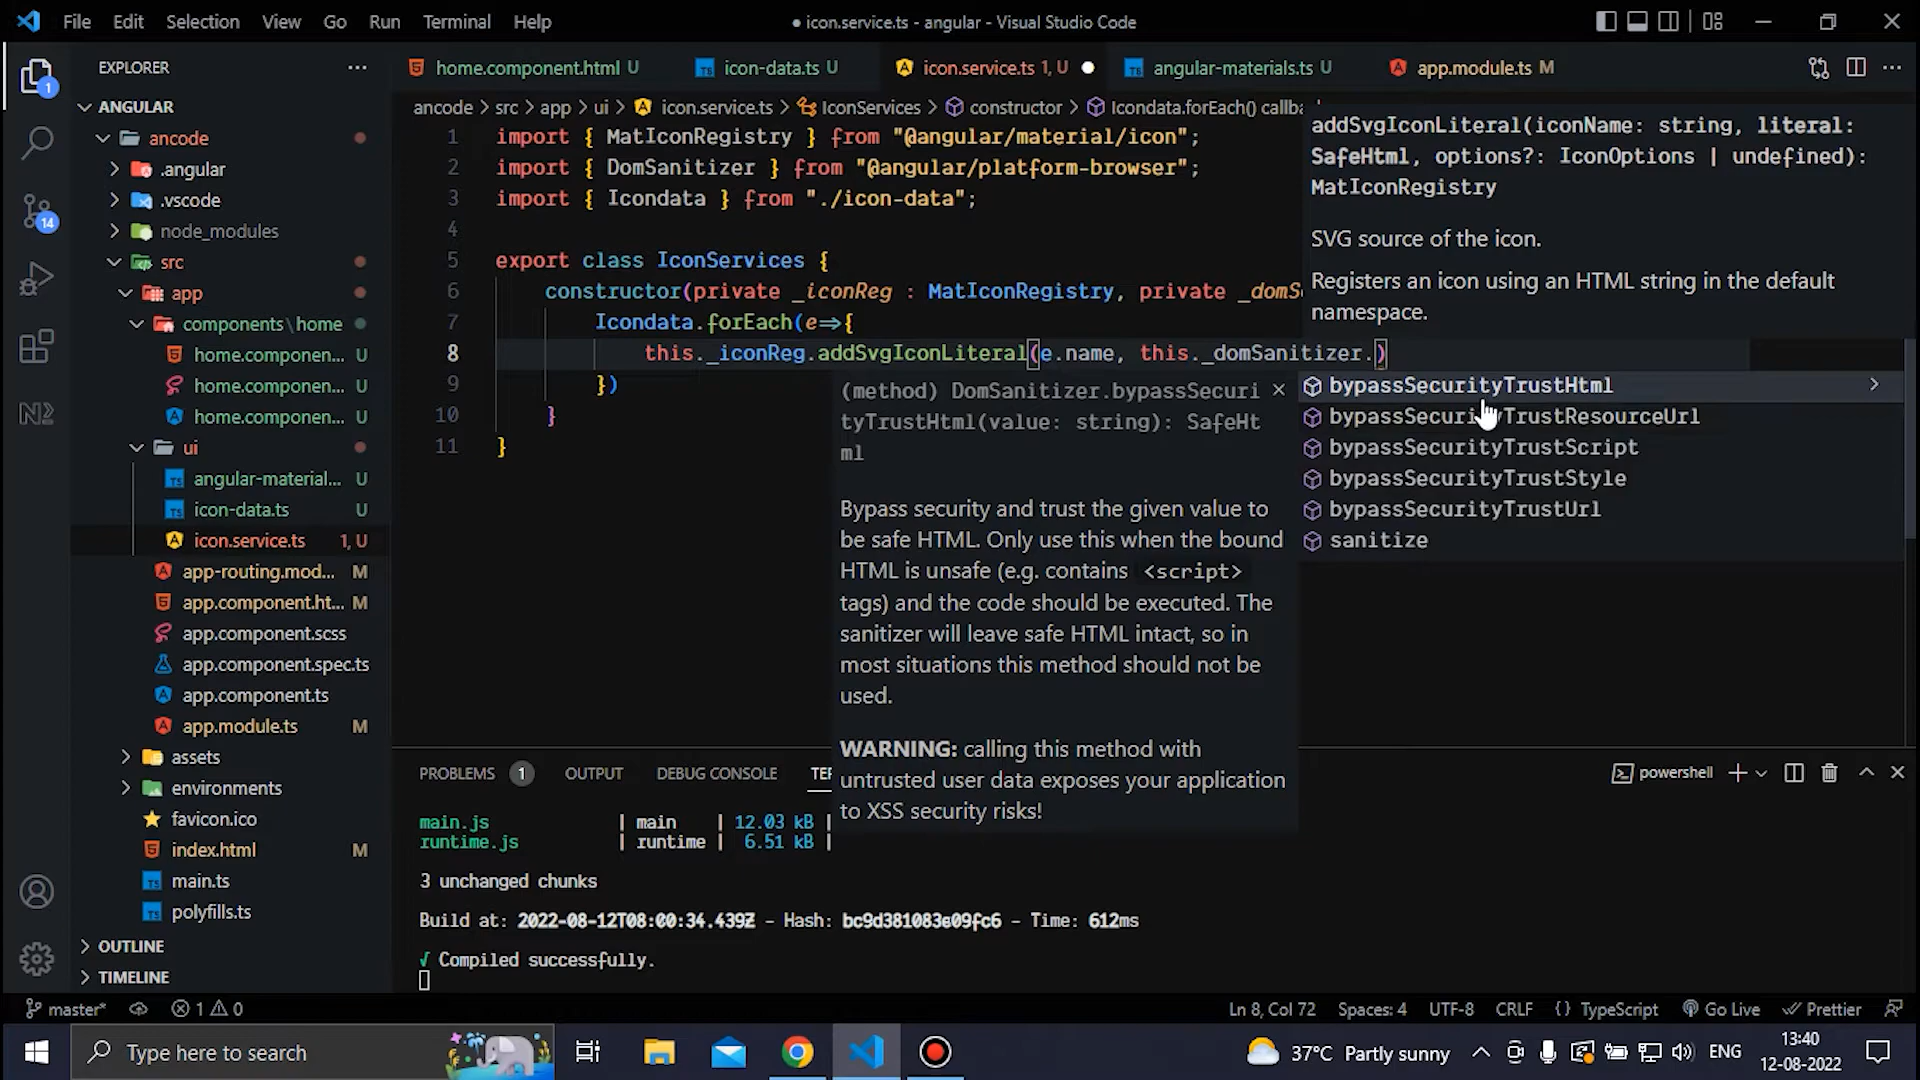 File Edit Selection View Go Run Terminal Help
● icon.service.ts - angular - Visual Studio Code
EXPLORER
home.component.html U
icon-data.ts U
icon.service.ts 1, U
angular-materials.ts U
app.module.ts M
ancode > src > app > ui > icon.service.ts > IconServices > constructor > Icondata.forEach() callba
1
ANGULAR
ancode
.angular
.vscode
node_modules
src
app
components\home
home.componen... U
home.componen... U
home.componen... U
ui
angular-material... U
icon-data.ts U
icon.service.ts 1, U
app-routing.mod... M
app.component.ht... M
app.component.scss
app.component.spec.ts
app.component.ts
app.module.ts M
assets
environments
favicon.ico
index.html M
main.ts
polyfills.ts
OUTLINE
TIMELINE
14
1 import { MatIconRegistry } from "@angular/material/icon";
2 import { DomSanitizer } from "@angular/platform-browser";
3 import { Icondata } from "./icon-data";
4
5 export class IconServices {
6 constructor(private _iconReg : MatIconRegistry, private _domS
7 Icondata.forEach(e⇒{
8 this._iconReg.addSvgIconLiteral(e.name, this._domSanitizer.)
9 })
10 }
11 }
addSvgIconLiteral(iconName: string, literal:
SafeHtml, options?: IconOptions | undefined):
MatIconRegistry
SVG source of the icon.
Registers an icon using an HTML string in the default
namespace.
bypassSecurityTrustHtml
bypassSecurityTrustResourceUrl
bypassSecurityTrustScript
bypassSecurityTrustStyle
bypassSecurityTrustUrl
sanitize
(method) DomSanitizer.bypassSecuri
tyTrustHtml(value: string): SafeHt
ml
Bypass security and trust the given value to
be safe HTML. Only use this when the bound
HTML is unsafe (e.g. contains <script>
tags) and the code should be executed. The
sanitizer will leave safe HTML intact, so in
most situations this method should not be
used.
WARNING: calling this method with
untrusted user data exposes your application
to XSS security risks!
PROBLEMS 1 OUTPUT DEBUG CONSOLE TER
powershell
main.js | main | 12.03 kB |
runtime.js | runtime | 6.51 kB |
3 unchanged chunks
Build at: 2022-08-12T08:00:34.439Z - Hash: bc9d381083e09fc6 - Time: 612ms
√ Compiled successfully.
master* 1 0
Ln 8, Col 72 Spaces: 4 UTF-8 CRLF {} TypeScript Go Live Prettier
Type here to search
37°C Partly sunny
ENG
13:40
12-08-2022